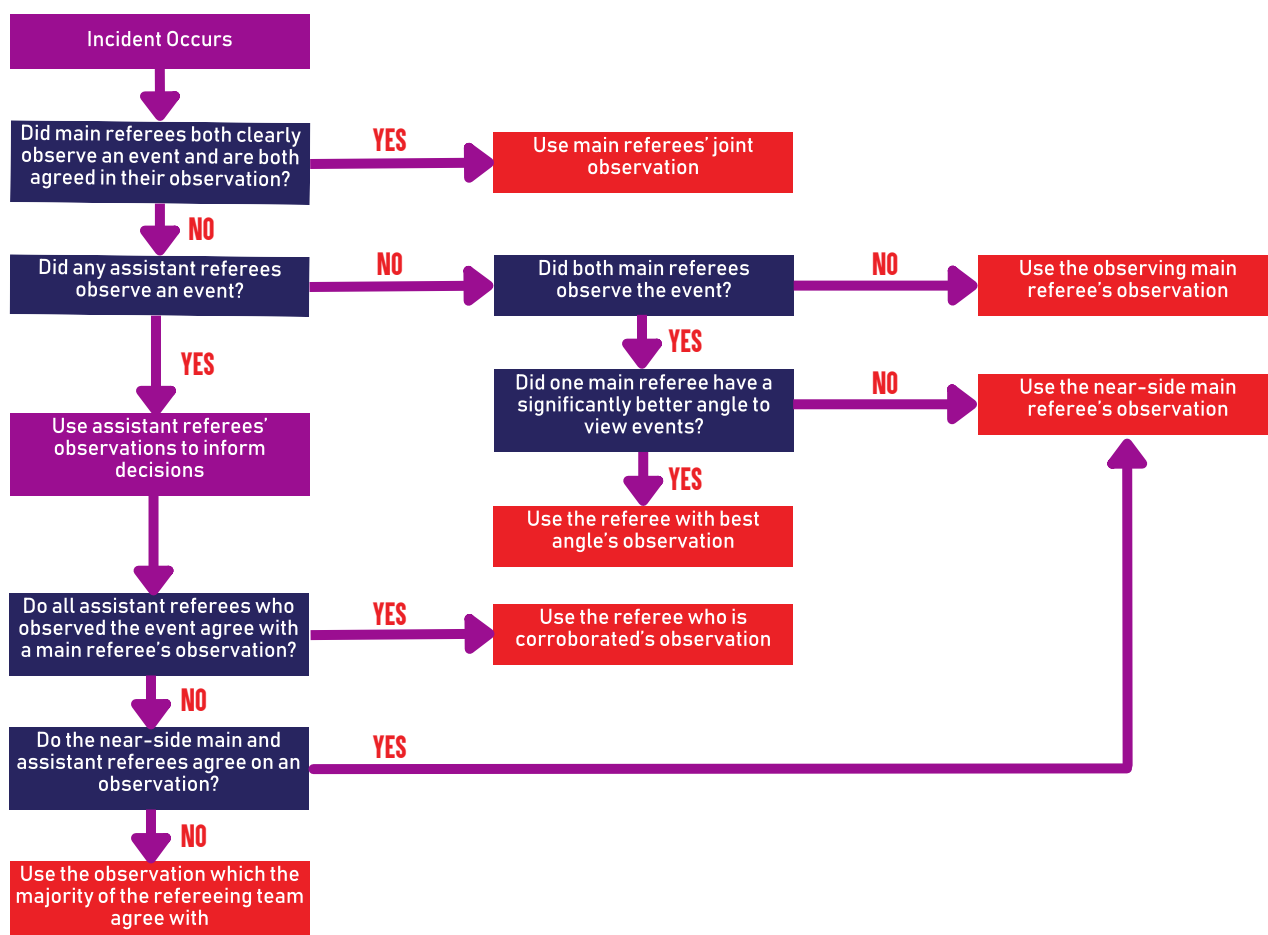 Incident Occurs
Did main referees both clearly
observe an event and are both
agreed in their observation?
YES
Use main referees' joint
observation
NO
Did any assistant referees
observe an event?
NO
Did both main referees
observe the event?
NO
Use the observing main
referee's observation
YES
YES
Did one main referee have a
significantly better angle to
view events?
NO
Use the near-side main
referee's observation
Use assistant referees'
observations to inform
decisions
YES
Use the referee with best
angle's observation
Do all assistant referees who
observed the event agree with
a main referee's observation?
YES
Use the referee who is
corroborated's observation
NO
Do the near-side main and
assistant referees agree on an
observation?
YES
NO
Use the observation which the
majority of the refereeing team
agree with